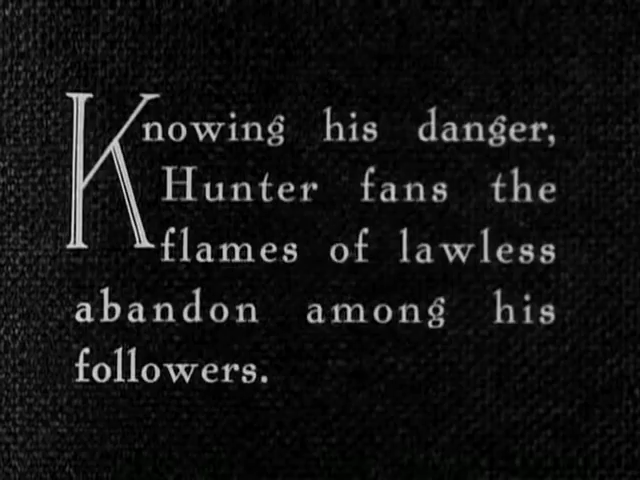 Knowing his danger,
Hunter fans the
flames of lawless
abandon among his
followers.